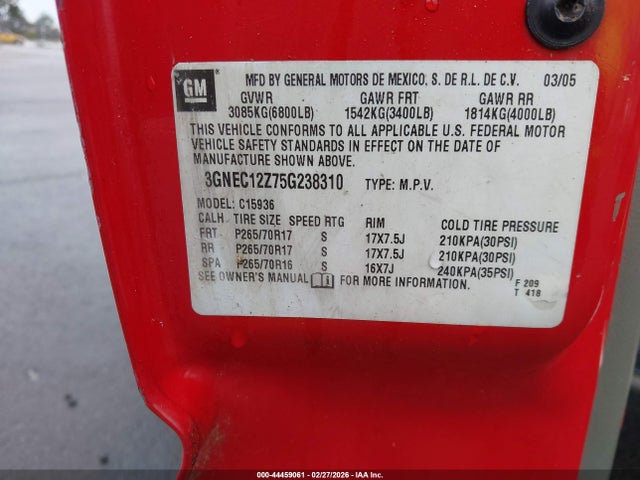 GM
MFD BY GENERAL MOTORS DE MEXICO, S. DE R.L. DE C.V. 03/05
GVWR GAWR FRT GAWR RR
3085KG(6800LB) 1542KG(3400LB) 1814KG(4000LB)
THIS VEHICLE CONFORMS TO ALL APPLICABLE U.S. FEDERAL MOTOR
VEHICLE SAFETY STANDARDS IN EFFECT ON THE DATE OF
MANUFACTURE SHOWN ABOVE.
3GNEC12Z75G238310 TYPE: M.P.V.
MODEL: C15936
CALH TIRE SIZE SPEED RTG RIM COLD TIRE PRESSURE
FRT P265/70R17 S 17X7.5J 210KPA(30PSI)
RR P265/70R17 S 17X7.5J 210KPA(30PSI)
SPA P265/70R16 S 16X7J 240KPA(35PSI)
SEE OWNER'S MANUAL FOR MORE INFORMATION.
F 209
T 418
000-44459061 - 02/27/2026 - IAA Inc.